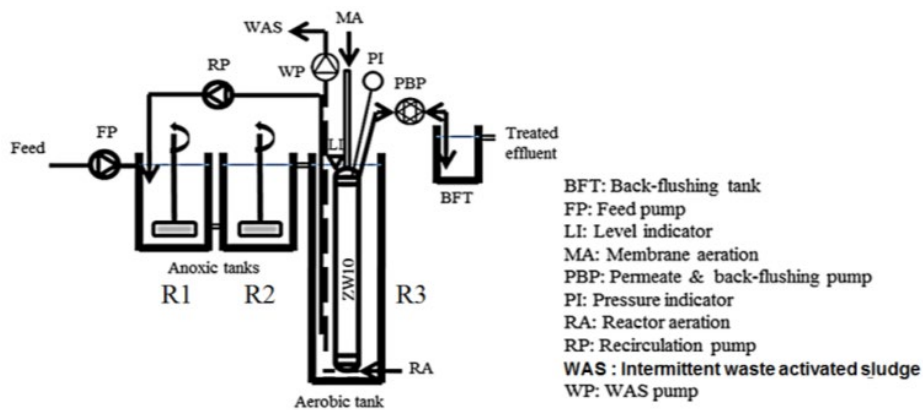 WAS
MA
RP
WP
PI
PBP
FP
Feed
LI
Treated
effluent
BFT
ZW10
Anoxic tanks
R1
R2
R3
RA
Aerobic tank
BFT: Back-flushing tank
FP: Feed pump
LI: Level indicator
MA: Membrane aeration
PBP: Permeate & back-flushing pump
PI: Pressure indicator
RA: Reactor aeration
RP: Recirculation pump
WAS : Intermittent waste activated sludge
WP: WAS pump